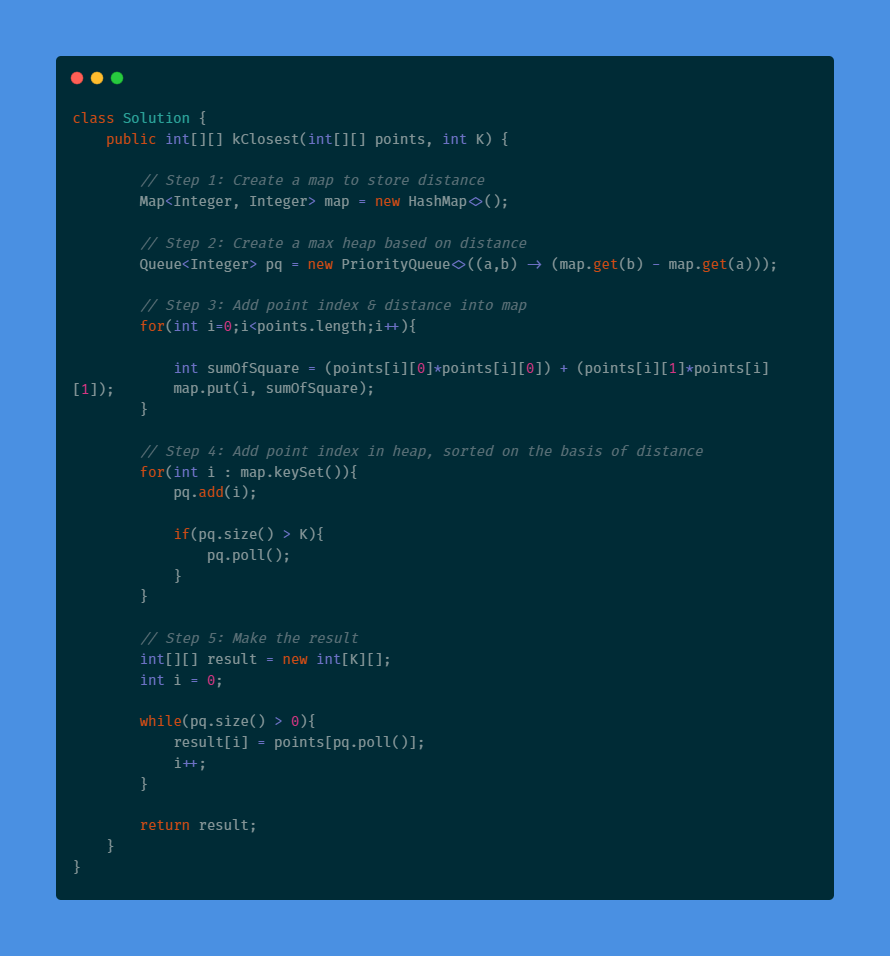 class Solution {
    public int[][] kClosest(int[][] points, int K) {

        // Step 1: Create a map to store distance
        Map<Integer, Integer> map = new HashMap<>();

        // Step 2: Create a max heap based on distance
        Queue<Integer> pq = new PriorityQueue<>((a,b) -> (map.get(b) - map.get(a)));

        // Step 3: Add point index & distance into map
        for(int i=0;i<points.length;i++){

            int sumOfSquare = (points[i][0]*points[i][0]) + (points[i][1]*points[i]
[1]);       map.put(i, sumOfSquare);
        }

        // Step 4: Add point index in heap, sorted on the basis of distance
        for(int i : map.keySet()){
            pq.add(i);

            if(pq.size() > K){
                pq.poll();
            }
        }

        // Step 5: Make the result
        int[][] result = new int[K][];
        int i = 0;

        while(pq.size() > 0){
            result[i] = points[pq.poll()];
            i++;
        }

        return result;
    }
}